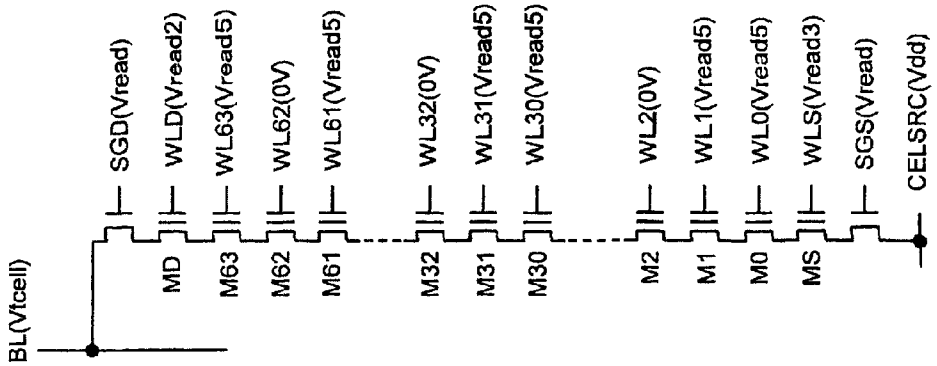 BL(Vtcell)
SGD(Vread)
MD
WLD(Vread2)
M63
WL63(Vread5)
M62
WL62(0V)
M61
WL61(Vread5)
M32
WL32(0V)
M31
WL31(Vread5)
M30
WL30(Vread5)
M2
WL2(0V)
M1
WL1(Vread5)
M0
WL0(Vread5)
MS
WLS(Vread3)
SGS(Vread)
CELSRC(Vdd)